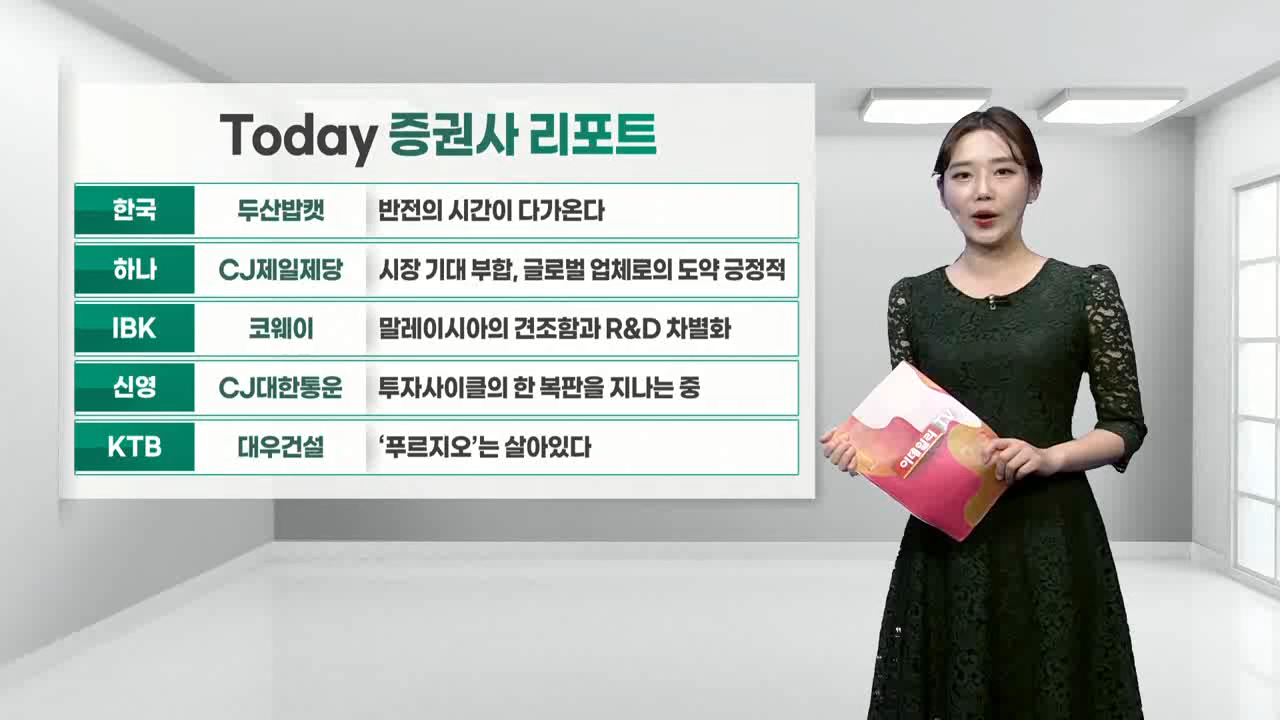 Today 증권사 리포트
한국 두산밥캣 반전의 시간이 다가온다
하나 CJ제일제당 시장 기대 부합, 글로벌 업체로의 도약 긍정적
IBK 코웨이 말레이시아의 견조함과 R&D 차별화
신영 CJ대한통운 투자사이클의 한 복판을 지나는 중
KTB 대우건설 ‘푸르지오’는 살아있다
이데일리 TV